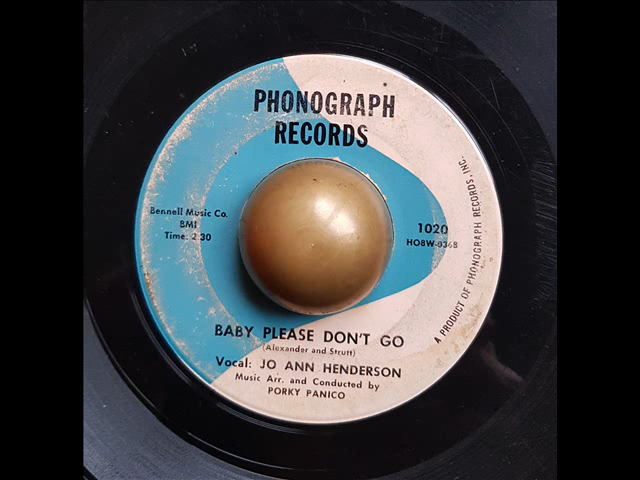 PHONOGRAPH
RECORDS
Bennell Music Co.
BMI
Time: 2:30
1020
HO8W-0368
A PRODUCT OF PHONOGRAPH RECORDS, INC.
BABY PLEASE DON'T GO
(Alexander and Strutt)
Vocal: JO ANN HENDERSON
Music Arr. and Conducted by
PORKY PANICO